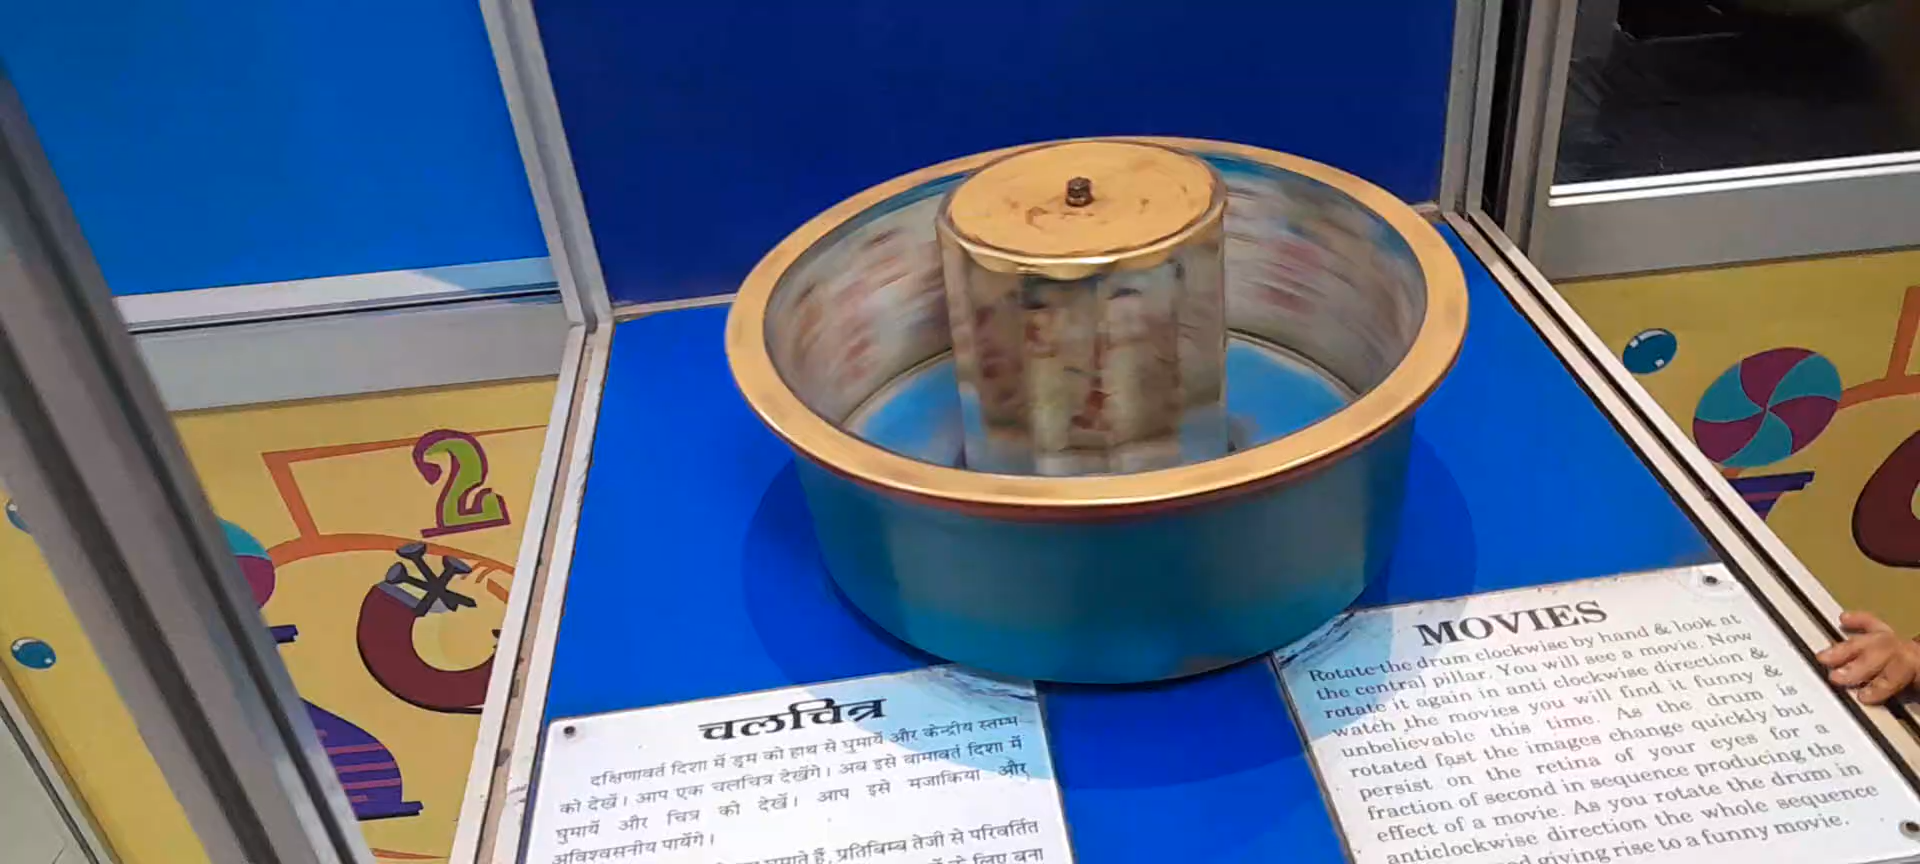 2
चलचित्र
दक्षिणावर्त दिशा में ड्रम को हाथ से घुमायें और केन्द्रीय स्तम्भ
को देखें। आप एक चलचित्र देखेंगे। अब इसे वामावर्त दिशा में
घुमायें और चित्र को देखें। आप इसे मजाकिया और
अविश्वसनीय पायेंगे।
घुमाते हैं, प्रतिबिम्ब तेजी से परिवर्तित
लिए बना
MOVIES
Rotate the drum clockwise by hand & look at
the central pillar. You will see a movie. Now
rotate it again in anti clockwise direction &
watch the movies you will find it funny &
unbelievable this time. As the drum is
rotated fast the images change quickly but
persist on the retina of your eyes for a
fraction of second in sequence producing the
effect of a movie. As you rotate the drum in
anticlockwise direction the whole sequence
giving rise to a funny movie.